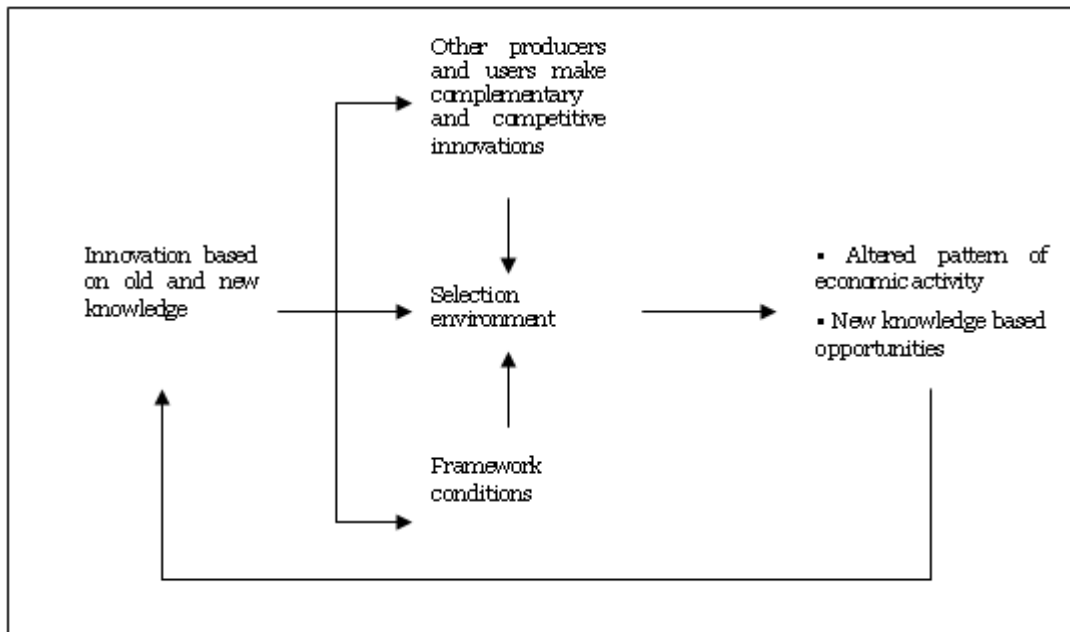 Other producers
and users make
complementary
and competitive
innovations
Innovation based
on old and new
knowledge
Selection
environment
▪ Altered pattern of
economic activity
▪ New knowledge based
opportunities
Framework
conditions